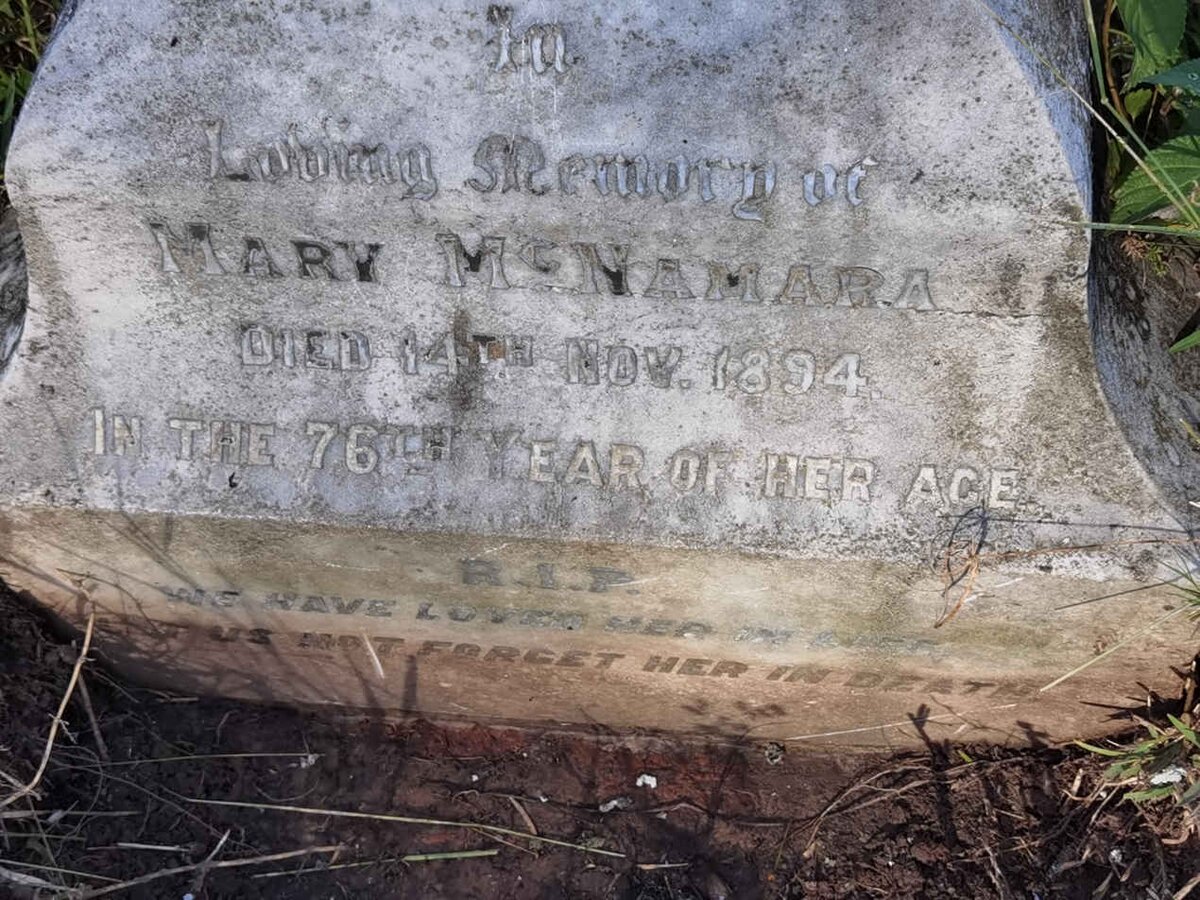 In
Loving Memory of
MARY McNAMARA
DIED 14TH NOV. 1894.
IN THE 76TH YEAR OF HER AGE
R.I.P.
WE HAVE LOVED HER IN LIFE
US NOT FORGET HER IN DEATH